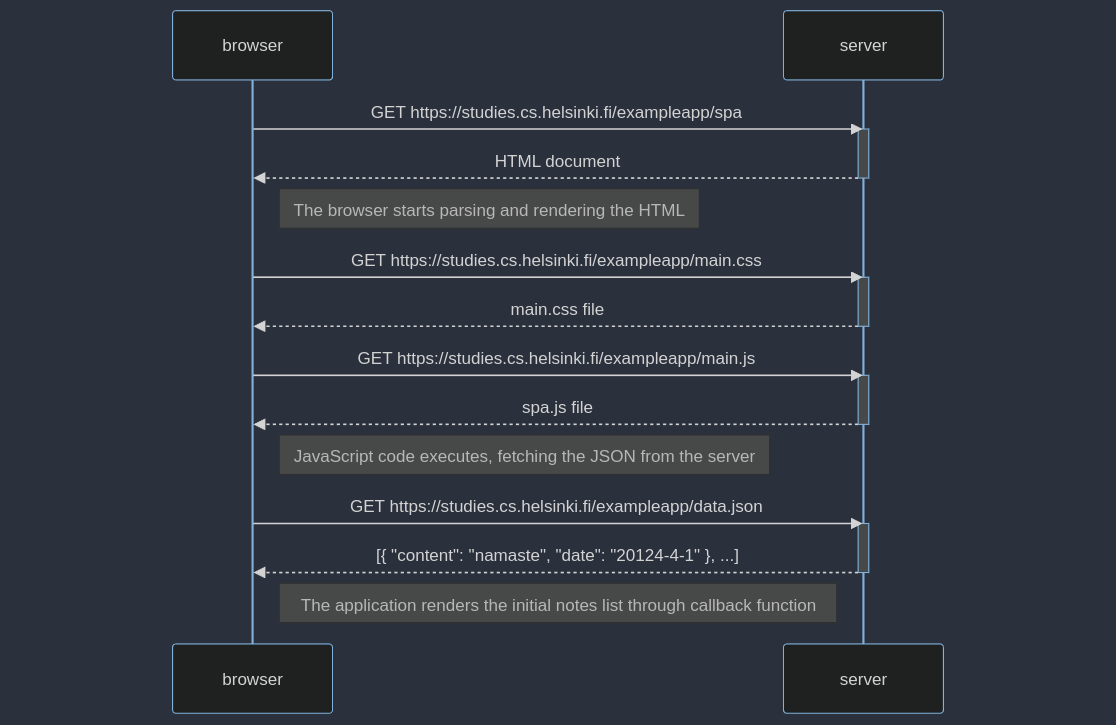 browser
server
GET https://studies.cs.helsinki.fi/exampleapp/spa
HTML document
The browser starts parsing and rendering the HTML
GET https://studies.cs.helsinki.fi/exampleapp/main.css
main.css file
GET https://studies.cs.helsinki.fi/exampleapp/main.js
spa.js file
JavaScript code executes, fetching the JSON from the server
GET https://studies.cs.helsinki.fi/exampleapp/data.json
[{ "content": "namaste", "date": "20124-4-1" }, ...]
The application renders the initial notes list through callback function
browser
server